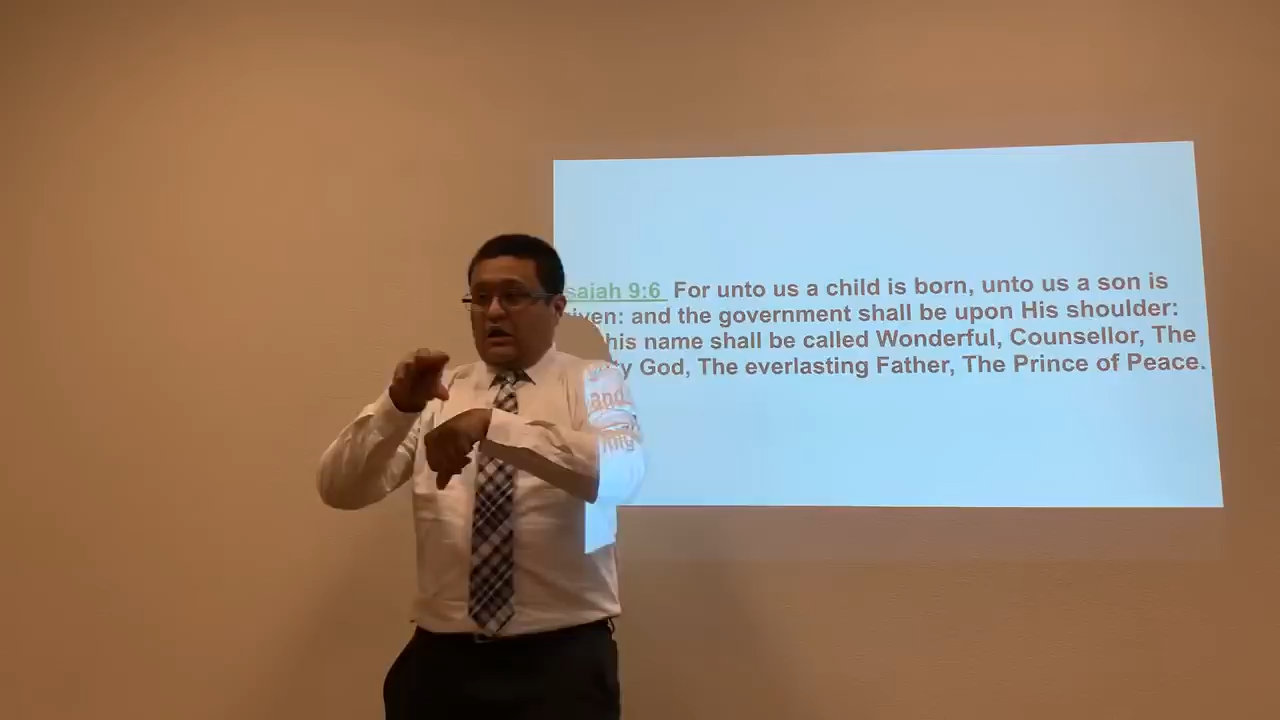 saiah 9:6 For unto us a child is born, unto us a son is
iven: and the government shall be upon His shoulder:
and his name shall be called Wonderful, Counsellor, The
y God, The everlasting Father, The Prince of Peace.